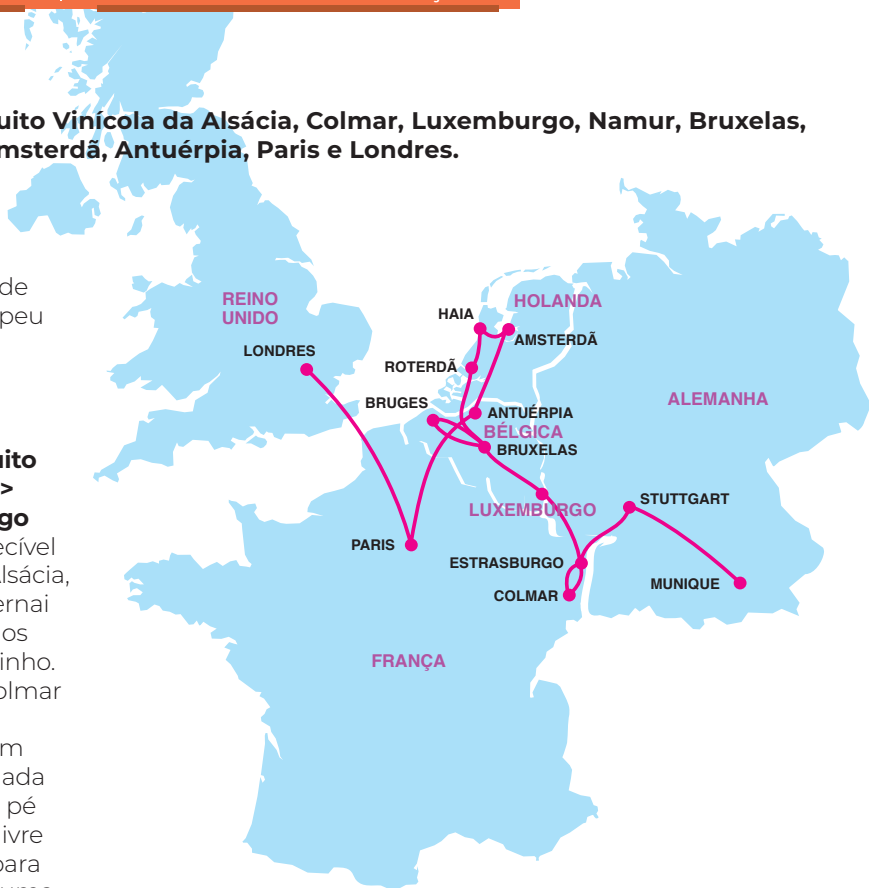 uito Vinícola da Alsácia, Colmar, Luxemburgo, Namur, Bruxelas,
msterdã, Antuérpia, Paris e Londres.
de
peu
uito
>
go
ecível
lsácia,
ernai
os
inho.
olmar
m
ada
pé
ivre
para
REINO
UNIDO
LONDRES
HAIA
HOLANDA
AMSTERDÃ
ROTERDÃ
BRUGES
ANTUÉRPIA
BÉLGICA
BRUXELAS
ALEMANHA
LUXEMBURGO
STUTTGART
PARIS
ESTRASBURGO
COLMAR
MUNIQUE
FRANÇA